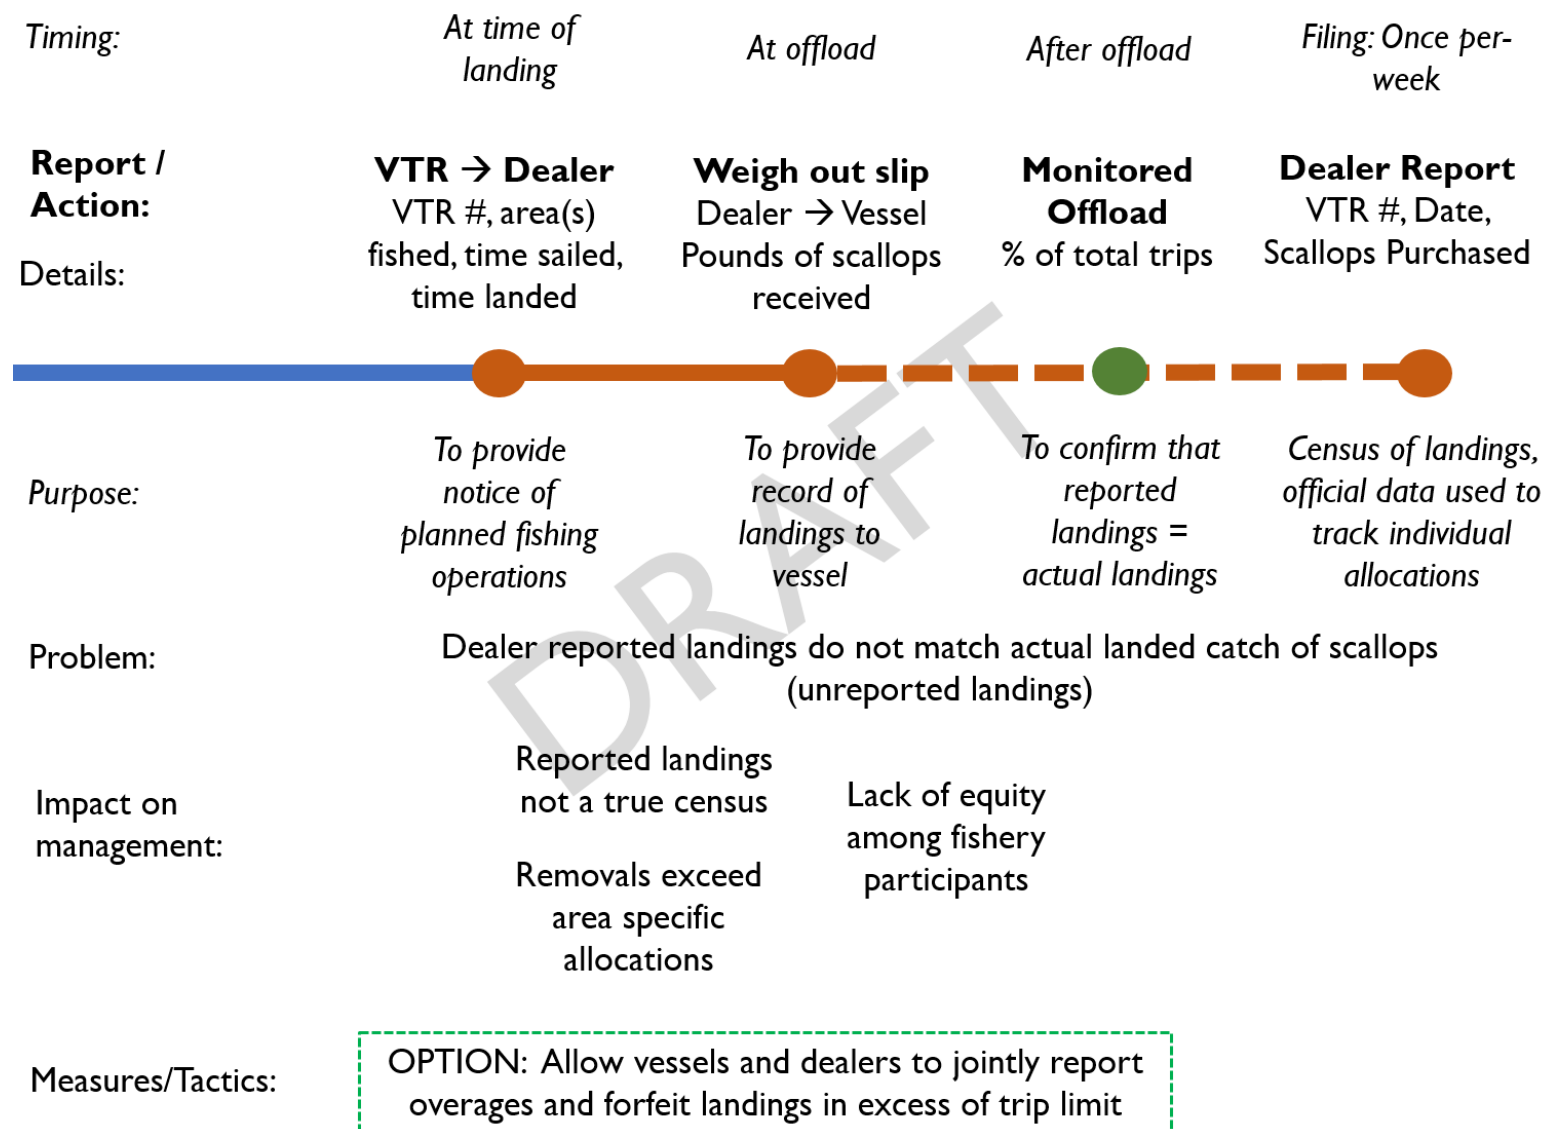 Timing:
At time of
landing
At offload
After offload
Filing: Once per-
week
Report /
Action:
Details:
VTR → Dealer
VTR #, area(s)
fished, time sailed,
time landed
Weigh out slip
Dealer → Vessel
Pounds of scallops
received
Monitored
Offload
% of total trips
Dealer Report
VTR #, Date,
Scallops Purchased
DRAFT
Purpose:
To provide
notice of
planned fishing
operations
To provide
record of
landings to
vessel
To confirm that
reported
landings =
actual landings
Census of landings,
official data used to
track individual
allocations
Problem:
Dealer reported landings do not match actual landed catch of scallops
(unreported landings)
Impact on
management:
Reported landings
not a true census
Removals exceed
area specific
allocations
Lack of equity
among fishery
participants
Measures/Tactics:
OPTION: Allow vessels and dealers to jointly report
overages and forfeit landings in excess of trip limit